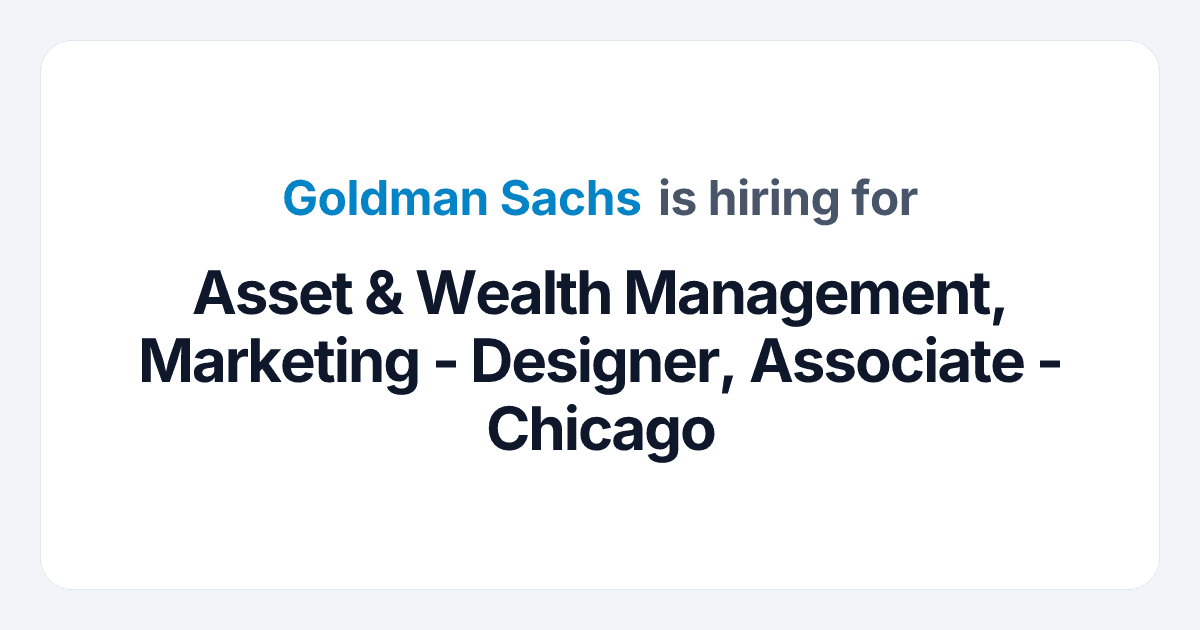 Goldman Sachs is hiring for
Asset & Wealth Management,
Marketing - Designer, Associate -
Chicago